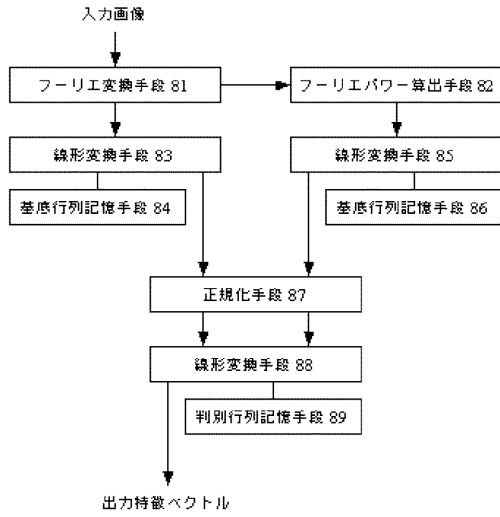 入力画像
フーリエ変換手段 81
フーリエパワー算出手段 82
線形変換手段 83
線形変換手段 85
基底行列記憶手段 84
基底行列記憶手段 86
正規化手段 87
線形変換手段 88
判別行列記憶手段 89
出力特徴ベクトル